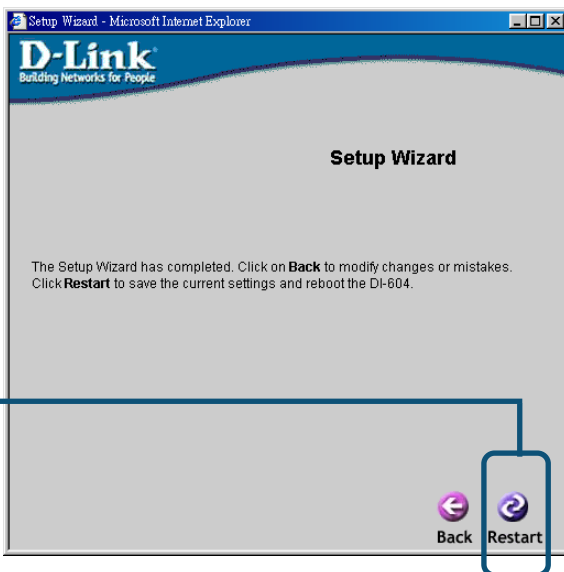 Setup Wizard - Microsoft Internet Explorer
D-Link
Building Networks for People
Setup Wizard
The Setup Wizard has completed. Click on Back to modify changes or mistakes.
Click Restart to save the current settings and reboot the DI-604.
Back Restart